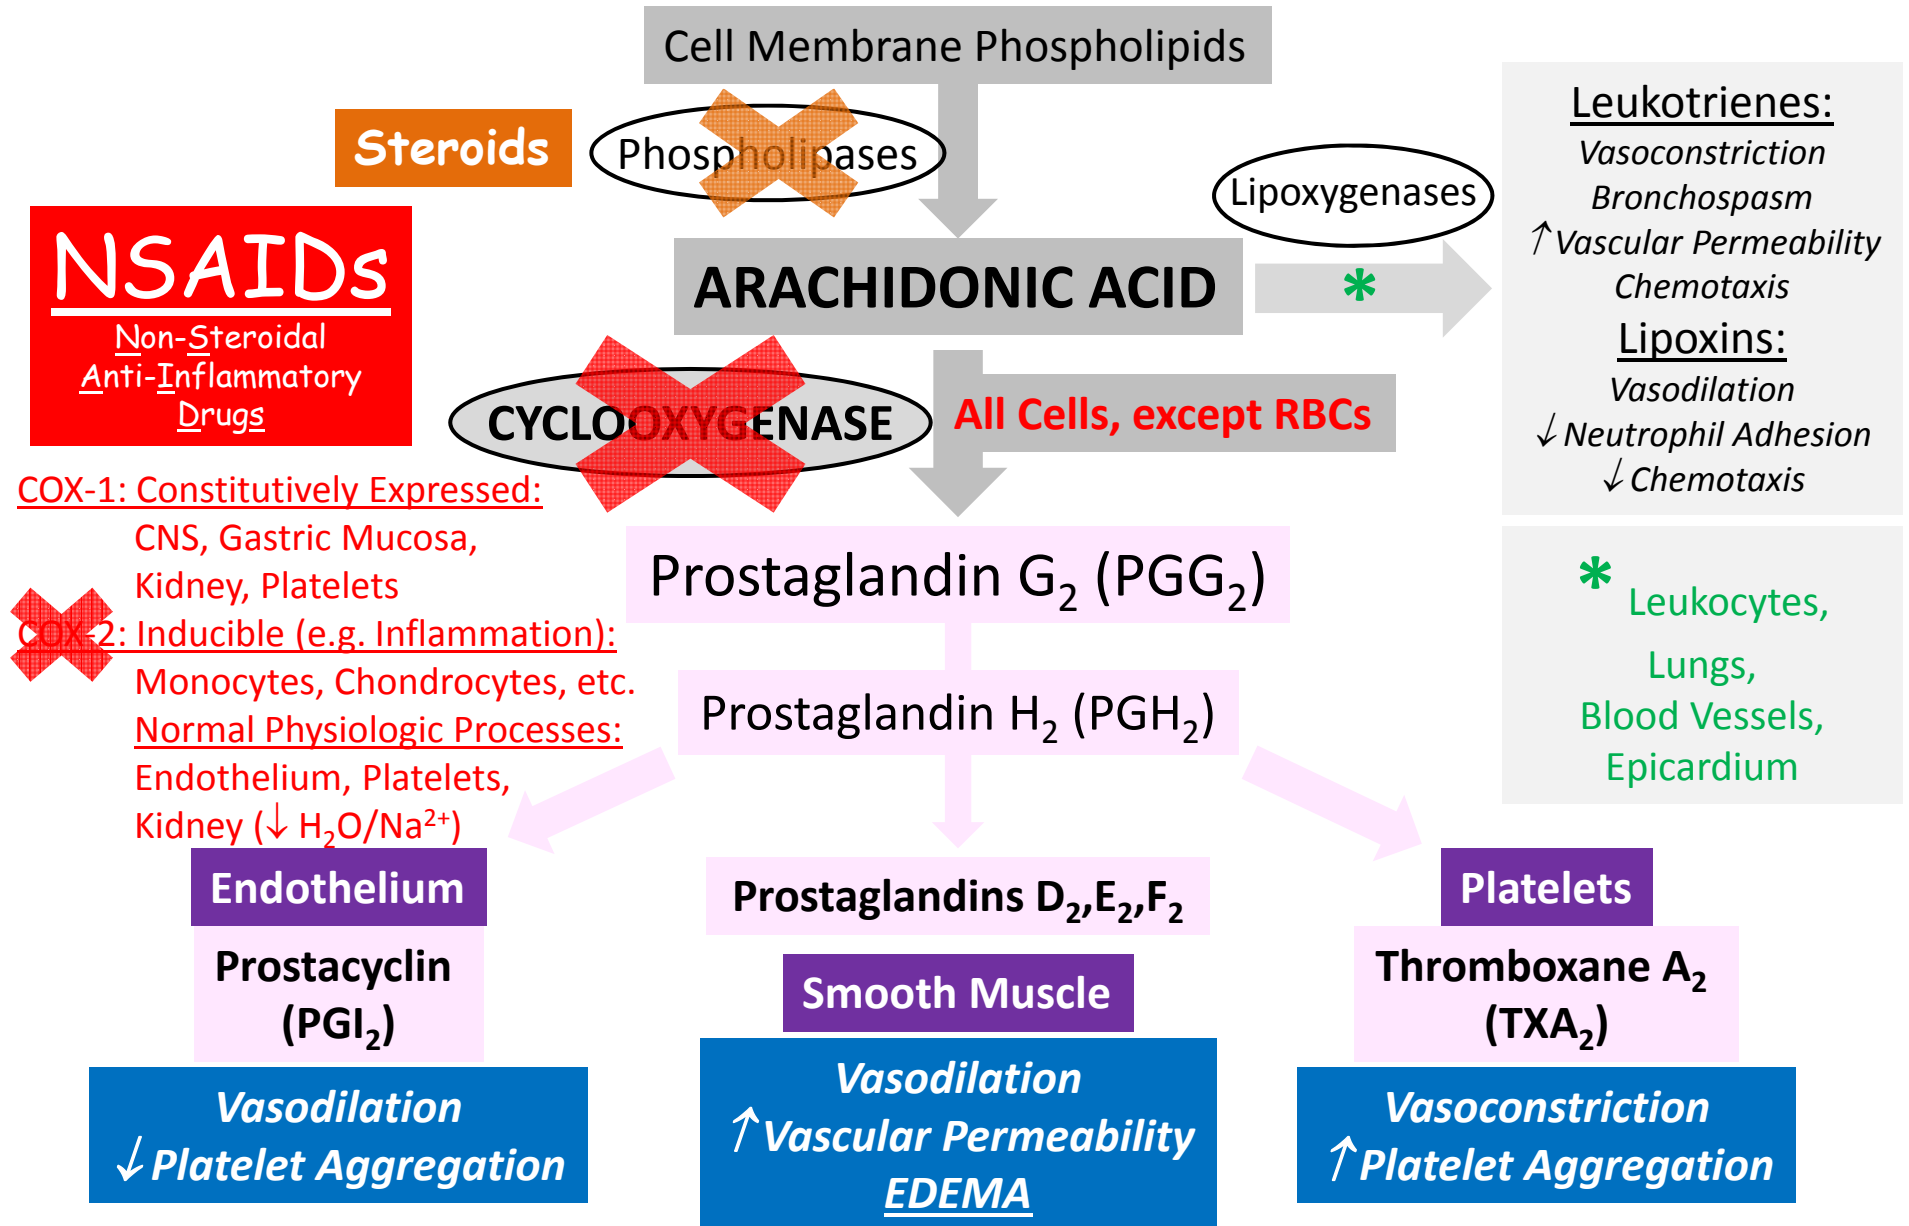 Cell Membrane Phospholipids
Steroids
Phospholipases
NSAIDs
Non-Steroidal
Anti-Inflammatory
Drugs
ARACHIDONIC ACID
Lipoxygenases
*
Leukotrienes:
Vasoconstriction
Bronchospasm
↑Vascular Permeability
Chemotaxis
Lipoxins:
Vasodilation
↓Neutrophil Adhesion
↓Chemotaxis
CYCLOOXYGENASE
All Cells, except RBCs
COX-1: Constitutively Expressed:
CNS, Gastric Mucosa,
Kidney, Platelets
COX-2: Inducible (e.g. Inflammation):
Monocytes, Chondrocytes, etc.
Normal Physiologic Processes:
Endothelium, Platelets,
Kidney (↓ H₂O/Na²⁺)
Prostaglandin G₂ (PGG₂)
Prostaglandin H₂ (PGH₂)
* Leukocytes,
Lungs,
Blood Vessels,
Epicardium
Endothelium
Prostacyclin
(PGI₂)
Vasodilation
↓Platelet Aggregation
Prostaglandins D₂,E₂,F₂
Smooth Muscle
Vasodilation
↑Vascular Permeability
EDEMA
Platelets
Thromboxane A₂
(TXA₂)
Vasoconstriction
↑Platelet Aggregation